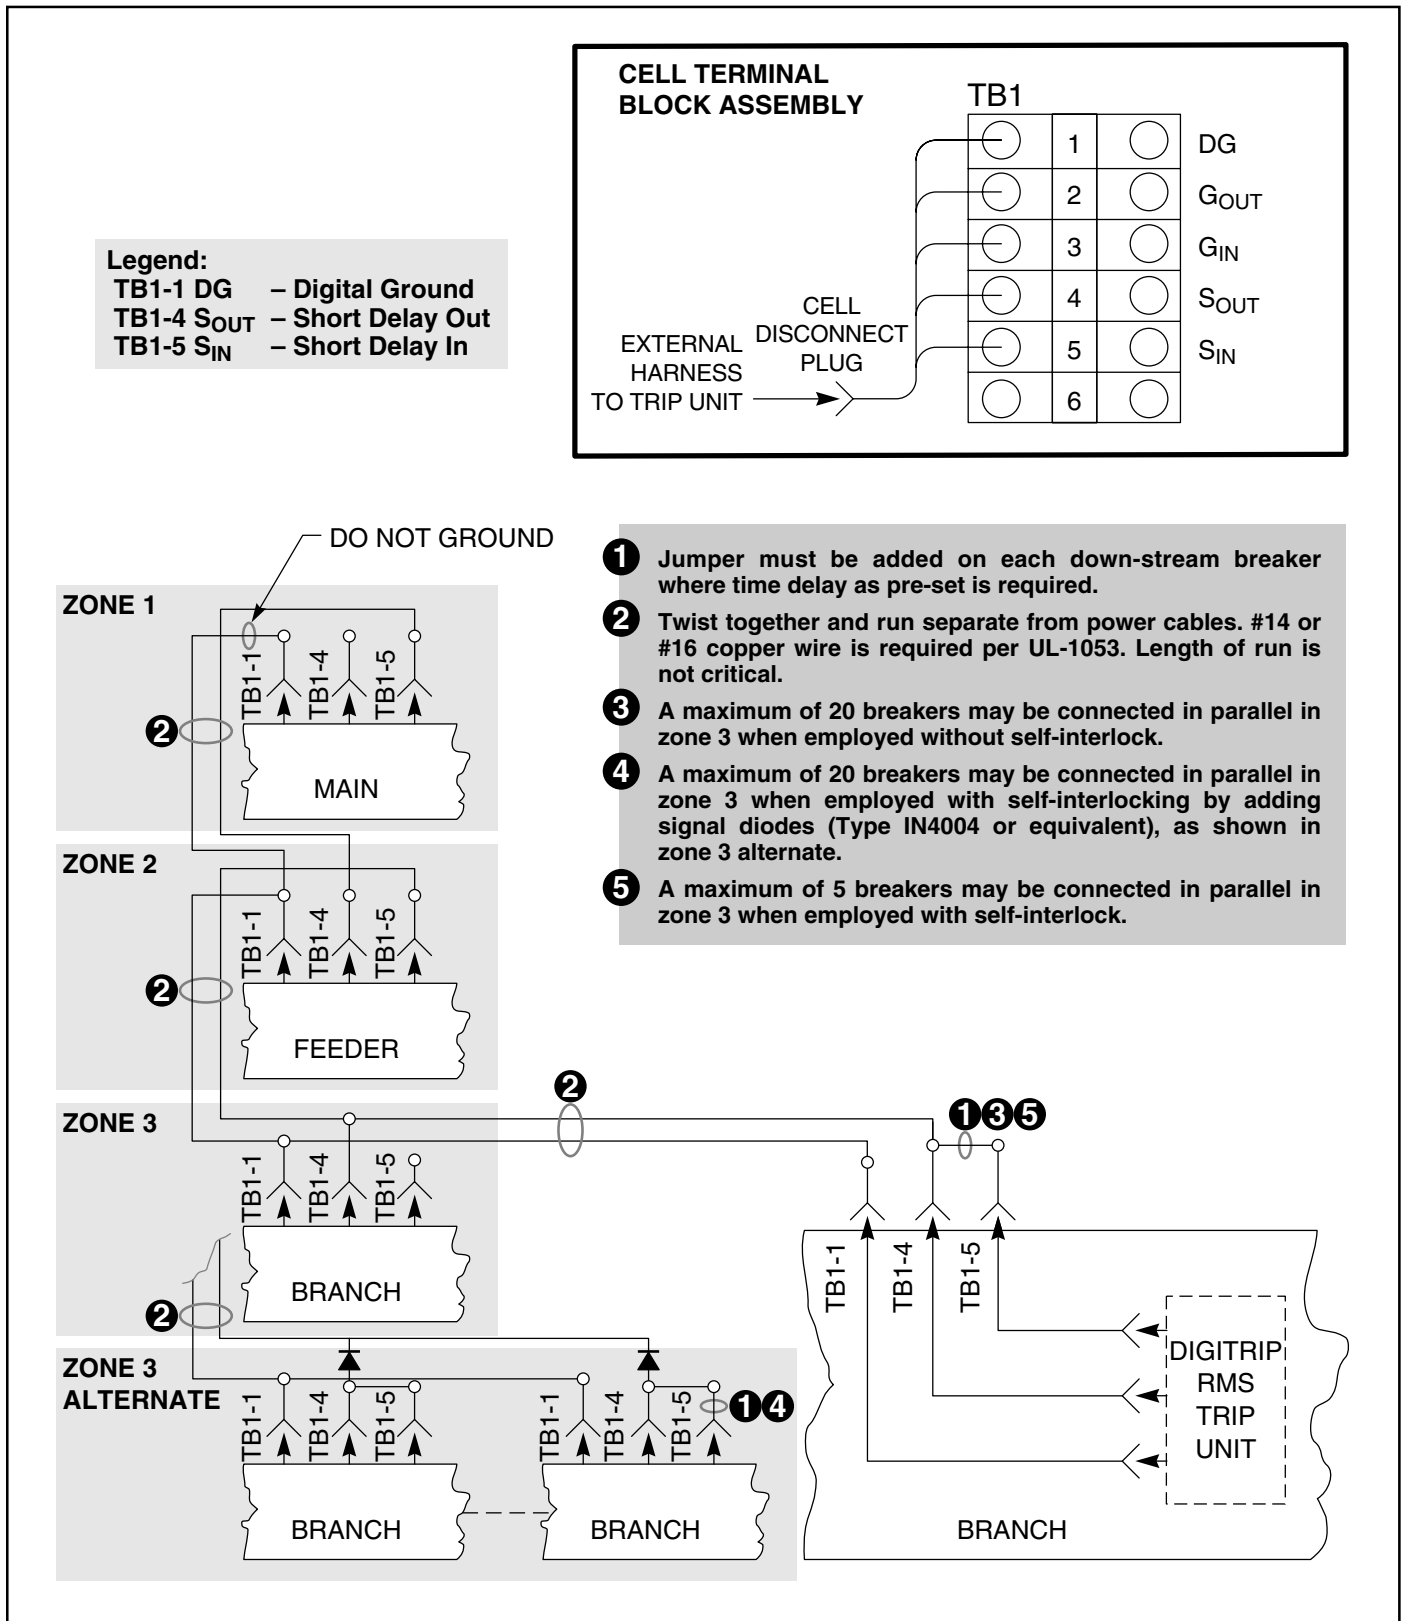 CELL TERMINAL
BLOCK ASSEMBLY
TB1
1 DG
2 GOUT
3 GIN
4 SOUT
5 SIN
6
CELL
DISCONNECT
PLUG
EXTERNAL
HARNESS
TO TRIP UNIT
Legend:
TB1-1 DG – Digital Ground
TB1-4 SOUT – Short Delay Out
TB1-5 SIN – Short Delay In
DO NOT GROUND
1 Jumper must be added on each down-stream breaker
where time delay as pre-set is required.
2 Twist together and run separate from power cables. #14 or
#16 copper wire is required per UL-1053. Length of run is
not critical.
3 A maximum of 20 breakers may be connected in parallel in
zone 3 when employed without self-interlock.
4 A maximum of 20 breakers may be connected in parallel in
zone 3 when employed with self-interlocking by adding
signal diodes (Type IN4004 or equivalent), as shown in
zone 3 alternate.
5 A maximum of 5 breakers may be connected in parallel in
zone 3 when employed with self-interlock.
ZONE 1
TB1-1 TB1-4 TB1-5
2
MAIN
ZONE 2
TB1-1 TB1-4 TB1-5
2
FEEDER
ZONE 3
TB1-1 TB1-4 TB1-5
2
BRANCH
2
1 3 5
TB1-1 TB1-4 TB1-5
DIGITRIP
RMS
TRIP
UNIT
BRANCH
ZONE 3
ALTERNATE
TB1-1 TB1-4 TB1-5
BRANCH
TB1-1 TB1-4 TB1-5
1 4
BRANCH